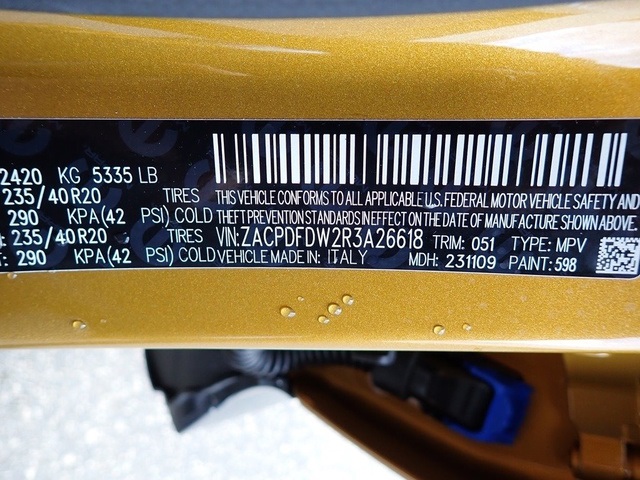 2420 KG 5335 LB
235/40R20 TIRES THIS VEHICLE CONFORMS TO ALL APPLICABLE U.S. FEDERAL MOTOR VEHICLE SAFETY AND
290 KPA(42 PSI) COLD THEFT PREVENTION STANDARDS IN EFFECT ON THE DATE OF MANUFACTURE SHOWN ABOVE.
: 235/40R20 TIRES VIN:ZACPDFDW2R3A26618 TRIM: 051 TYPE: MPV
: 290 KPA(42 PSI) COLD VEHICLE MADE IN: ITALY MDH: 231109 PAINT: 598